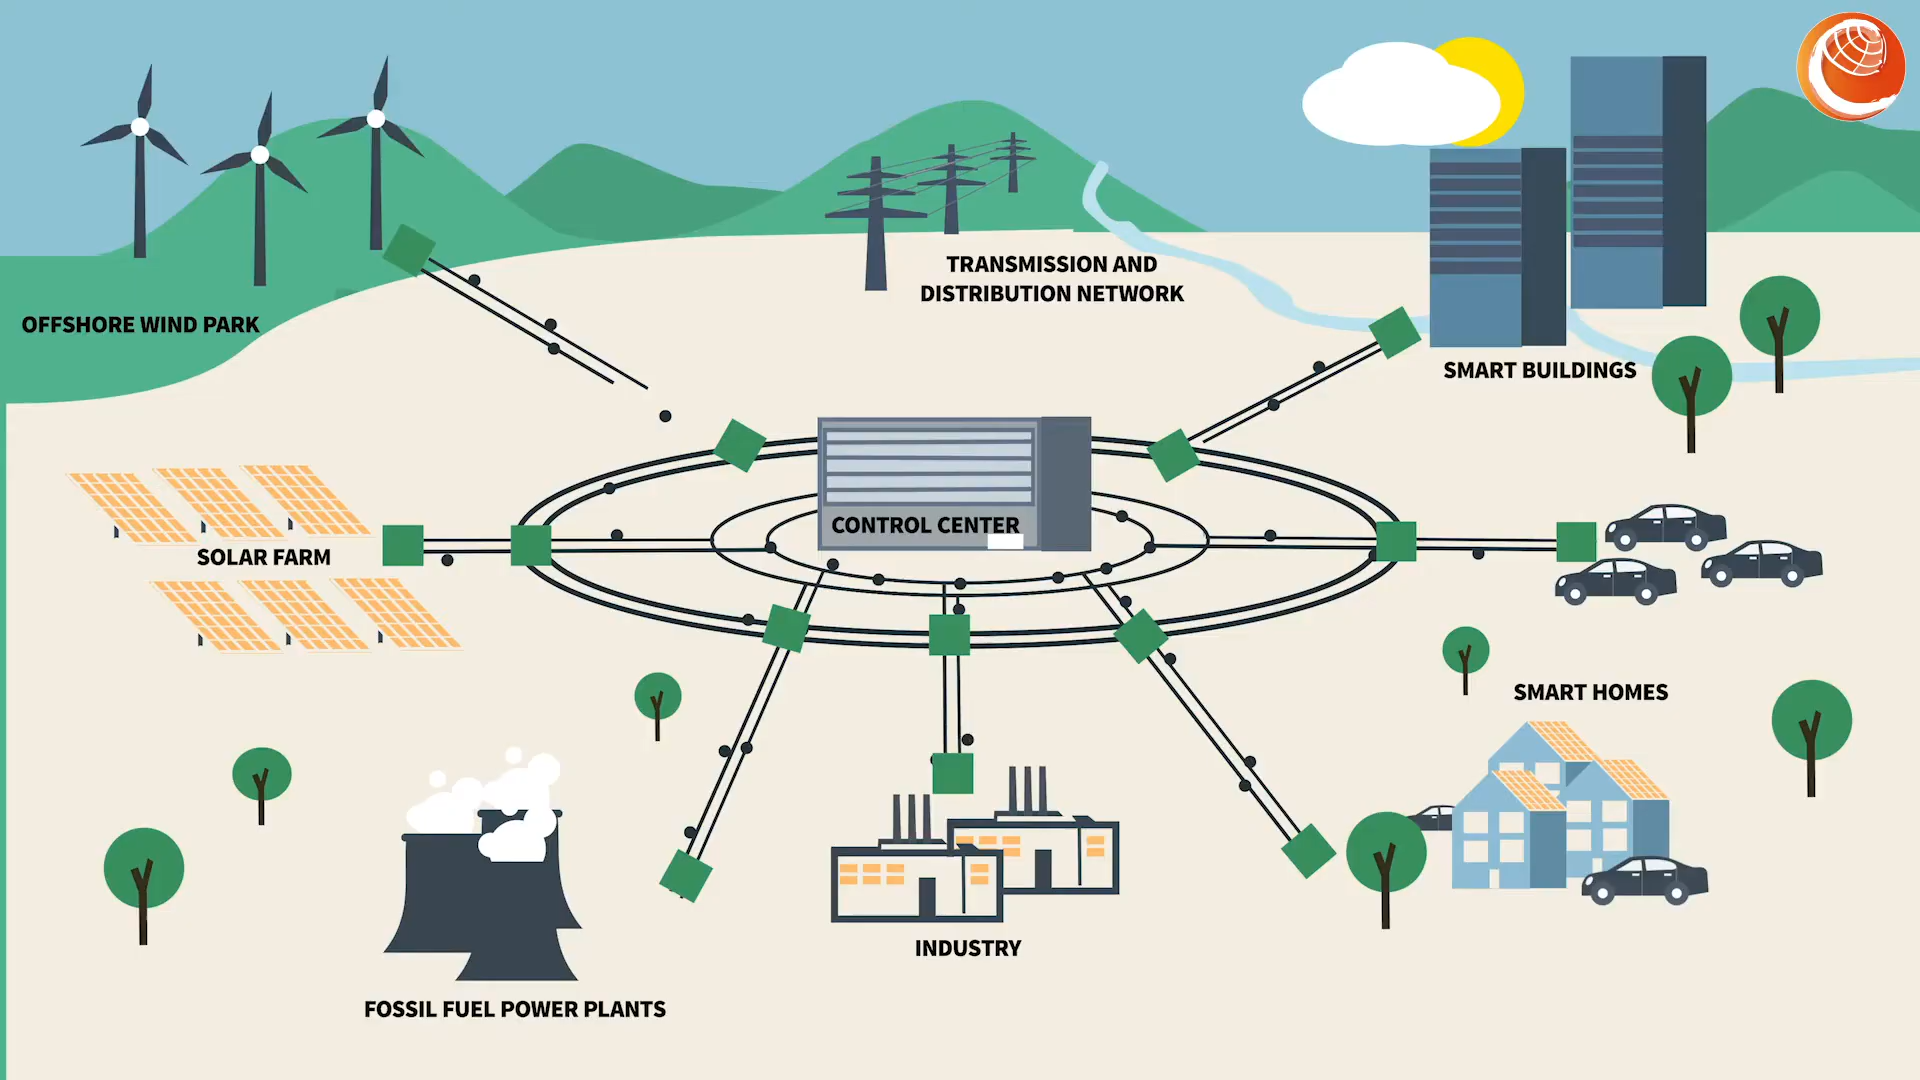 TRANSMISSION AND
DISTRIBUTION NETWORK
OFFSHORE WIND PARK
SMART BUILDINGS
CONTROL CENTER
SOLAR FARM
SMART HOMES
INDUSTRY
FOSSIL FUEL POWER PLANTS